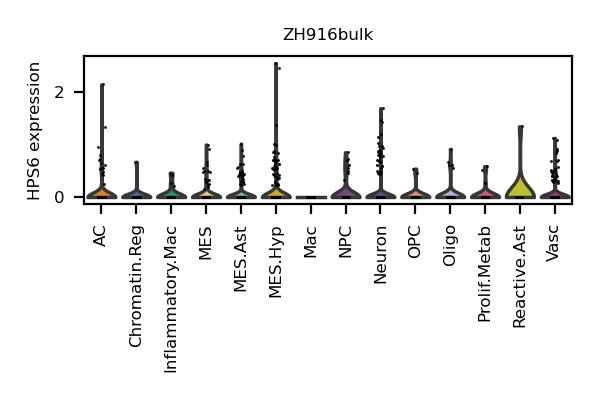 ZH916bulk
HPS6 expression
2
0
AC
Chromatin.Reg
Inflammatory.Mac
MES
MES.Ast
MES.Hyp
Mac
NPC
Neuron
OPC
Oligo
Prolif.Metab
Reactive.Ast
Vasc